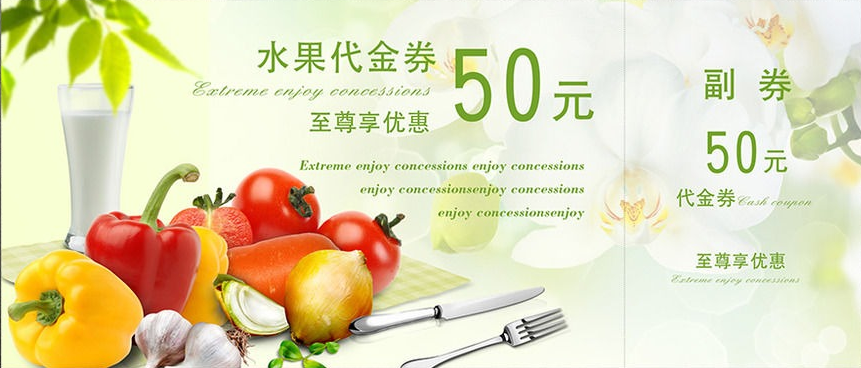 水果代金券
Extreme enjoy concessions
至尊享优惠
50元
Extreme enjoy concessions enjoy concessions
enjoy concessionsenjoy concessions
enjoy concessionsenjoy
副 券
50元
代金券Cash coupon
至尊享优惠
Extreme enjoy concessions